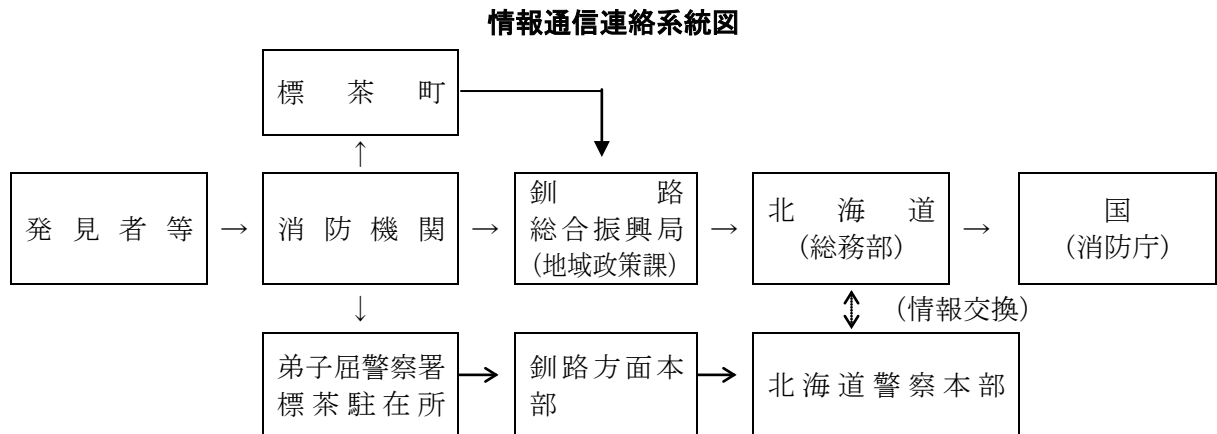 情報通信連絡系統図
標茶町
↑
発見者等 → 消防機関 → 釧路
総合振興局
(地域政策課) → 北海道
(総務部) → 国
(消防庁)
↓
(情報交換)
弟子屈警察署
標茶駐在所
釧路方面本
部
北海道警察本部